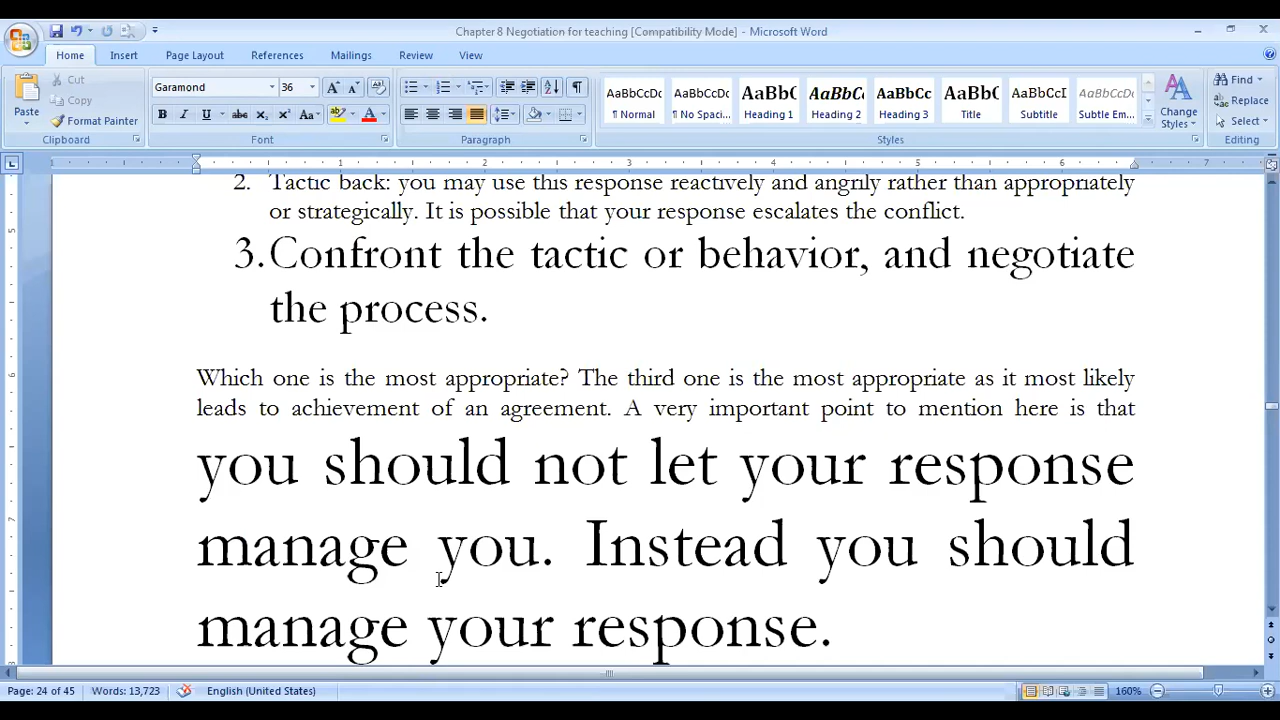 Chapter 8 Negotiation for teaching [Compatibility Mode] - Microsoft Word
Home Insert Page Layout References Mailings Review View
Cut
Copy
Format Painter
Paste
Clipboard
Garamond 36
Font
Paragraph
AaBbCcDc AaBbCcDc AaBbC AaBbCc AaBbCc AaBbC AaBbCcI AaBbCcDc
¶ Normal ¶ No Spaci... Heading 1 Heading 2 Heading 3 Title Subtitle Subtle Em...
Change Styles
Styles
Find
Replace
Select
Editing
1 2 3 4 5 6 7
2. Tactic back: you may use this response reactively and angrily rather than appropriately
or strategically. It is possible that your response escalates the conflict.
3. Confront the tactic or behavior, and negotiate
the process.
Which one is the most appropriate? The third one is the most appropriate as it most likely
leads to achievement of an agreement. A very important point to mention here is that
you should not let your response
manage you. Instead you should
manage your response.
Page: 24 of 45 Words: 13,723 English (United States) 160%